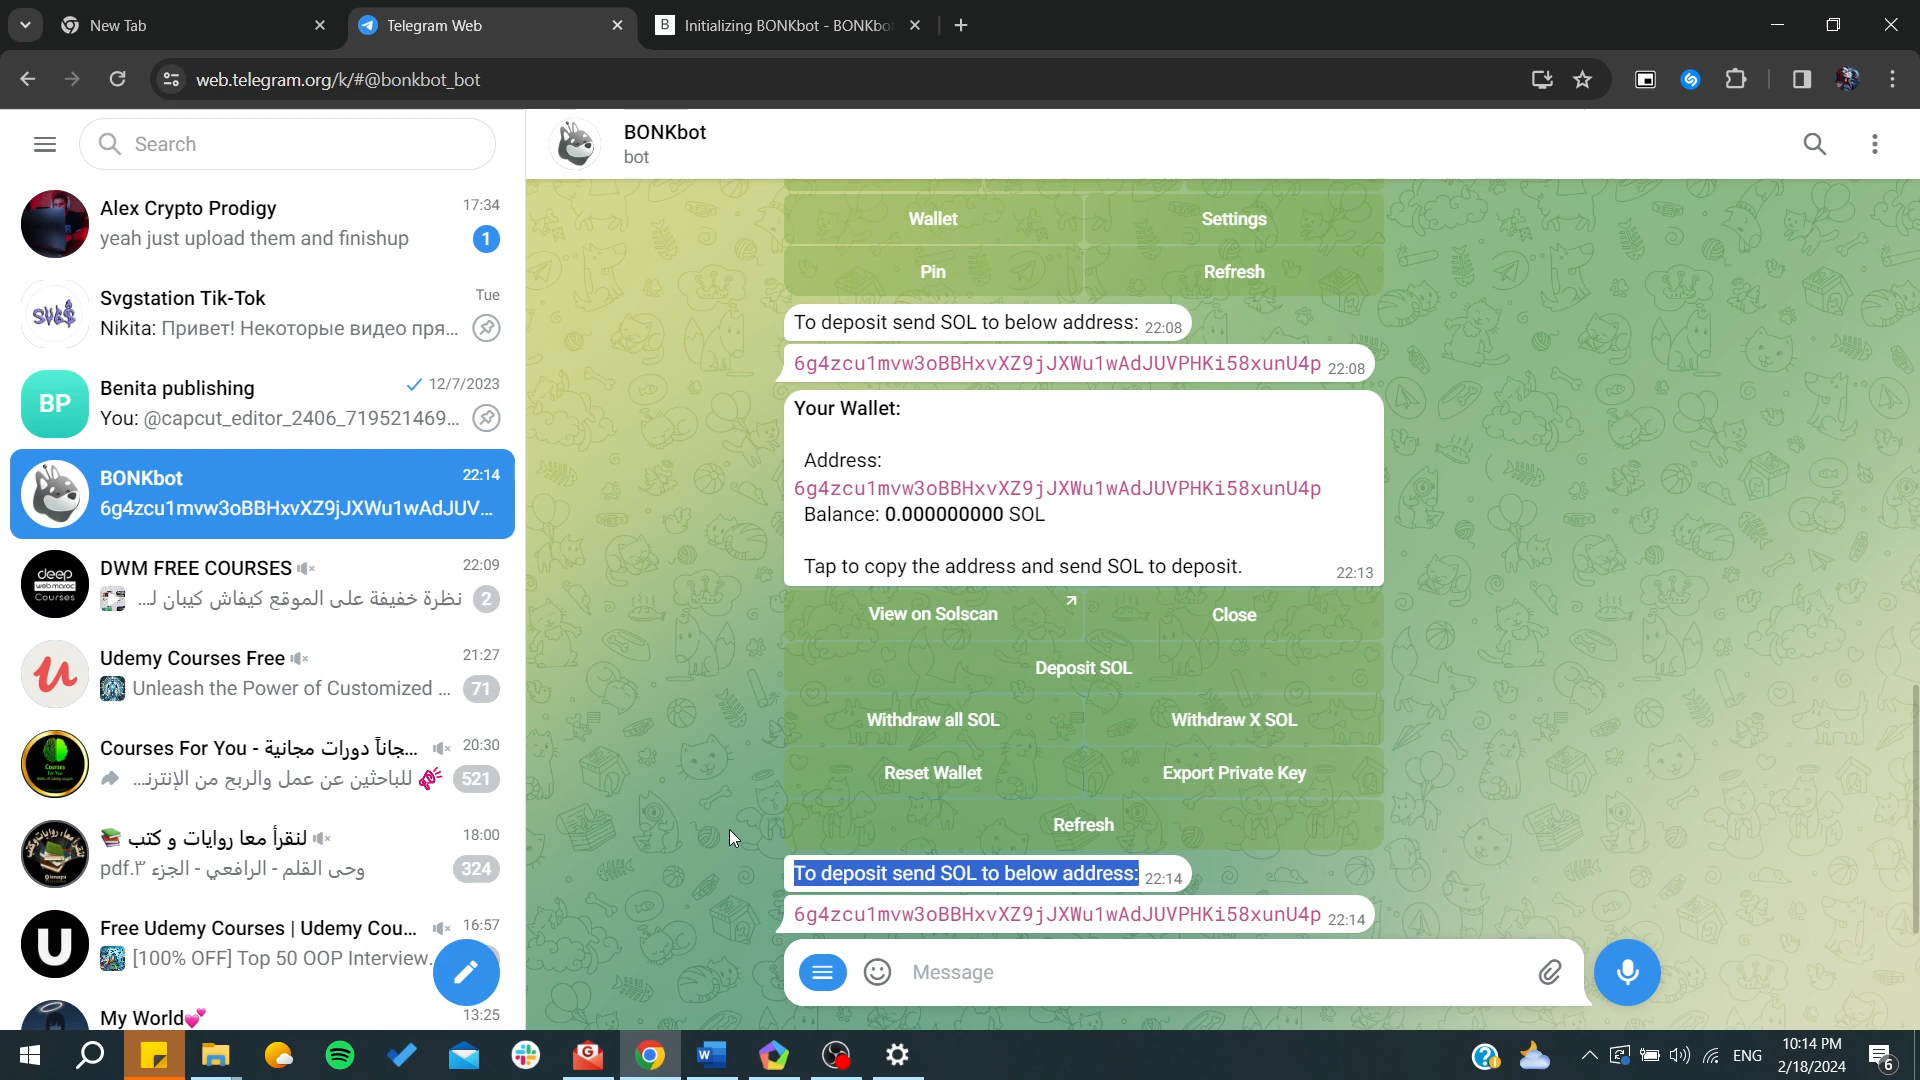 New Tab
Telegram Web
B Initializing BONKbot - BONKbo
web.telegram.org/k/#@bonkbot_bot
Search
BONKbot
bot
Alex Crypto Prodigy 17:34
yeah just upload them and finishup 1
Svgstation Tik-Tok Tue
Nikita: Привет! Некоторые видео пря...
BP Benita publishing 12/7/2023
You: @capcut_editor_2406_719521469...
BONKbot 22:14
6g4zcu1mvw3oBBHxvXZ9jJXWu1wAdJUV...
DWM FREE COURSES 22:09
نظرة خفيفة على الموقع كيفاش كيبان لـ... 2
Udemy Courses Free 21:27
Unleash the Power of Customized ... 71
Courses For You - جاناً دورات مجانية... 20:30
للباحثين عن عمل والربح من الإنترنـ... 521
لنقرأ معا روايات و كتب 18:00
وحى القلم - الرافعي - الجزء ٣.pdf 324
Free Udemy Courses | Udemy Cou... 16:57
[100% OFF] Top 50 OOP Interview...
My World 13:25
Wallet Settings
Pin Refresh
To deposit send SOL to below address: 22:08
6g4zcu1mvw3oBBHxvXZ9jJXWu1wAdJUVPHKi58xunU4p 22:08
Your Wallet:
Address:
6g4zcu1mvw3oBBHxvXZ9jJXWu1wAdJUVPHKi58xunU4p
Balance: 0.000000000 SOL
Tap to copy the address and send SOL to deposit. 22:13
View on Solscan Close
Deposit SOL
Withdraw all SOL Withdraw X SOL
Reset Wallet Export Private Key
Refresh
To deposit send SOL to below address: 22:14
6g4zcu1mvw3oBBHxvXZ9jJXWu1wAdJUVPHKi58xunU4p 22:14
Message
ENG
10:14 PM
2/18/2024
6